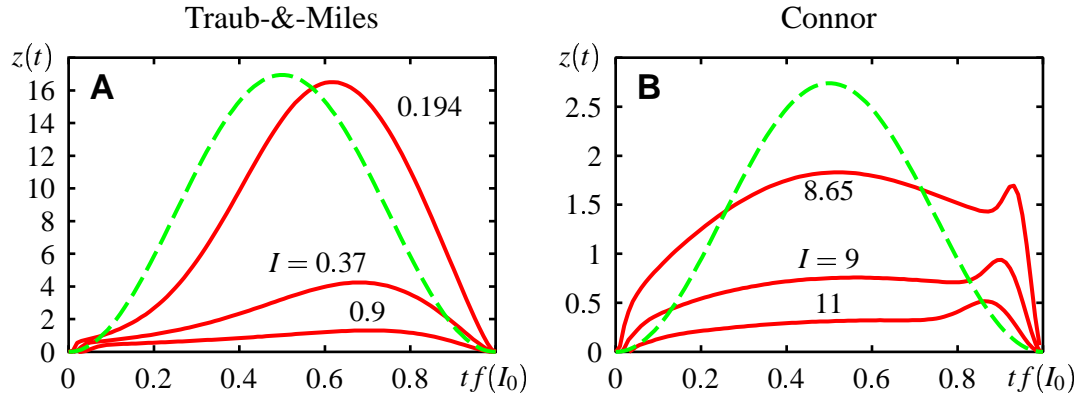 Traub-&-Miles
z(t)
A
16
14
12
10
8
6
4
2
0
0.194
I = 0.37
0.9
0 0.2 0.4 0.6 0.8 t f(I₀)
Connor
z(t)
B
2.5
2
1.5
1
0.5
0
8.65
I = 9
11
0 0.2 0.4 0.6 0.8 t f(I₀)